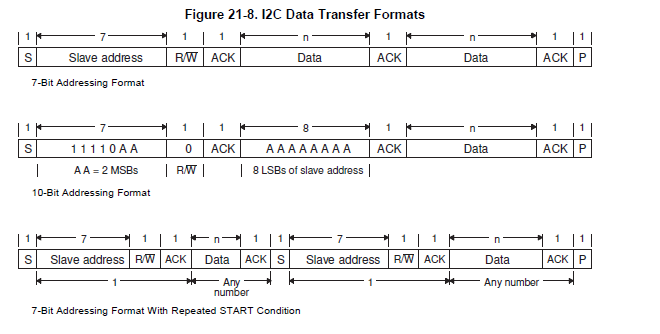 Figure 21-8. I2C Data Transfer Formats
1 7 1 1 n 1 n 1 1
S Slave address R/W ACK Data ACK Data ACK P
7-Bit Addressing Format
1 7 1 1 8 1 n 1 1
S 1 1 1 1 0 A A 0 ACK A A A A A A A A ACK Data ACK P
A A = 2 MSBs R/W 8 LSBs of slave address
10-Bit Addressing Format
1 7 1 1 n 1 1 7 1 1 n 1 1
S Slave address R/W ACK Data ACK S Slave address R/W ACK Data ACK P
1 Any number 1 Any number
7-Bit Addressing Format With Repeated START Condition